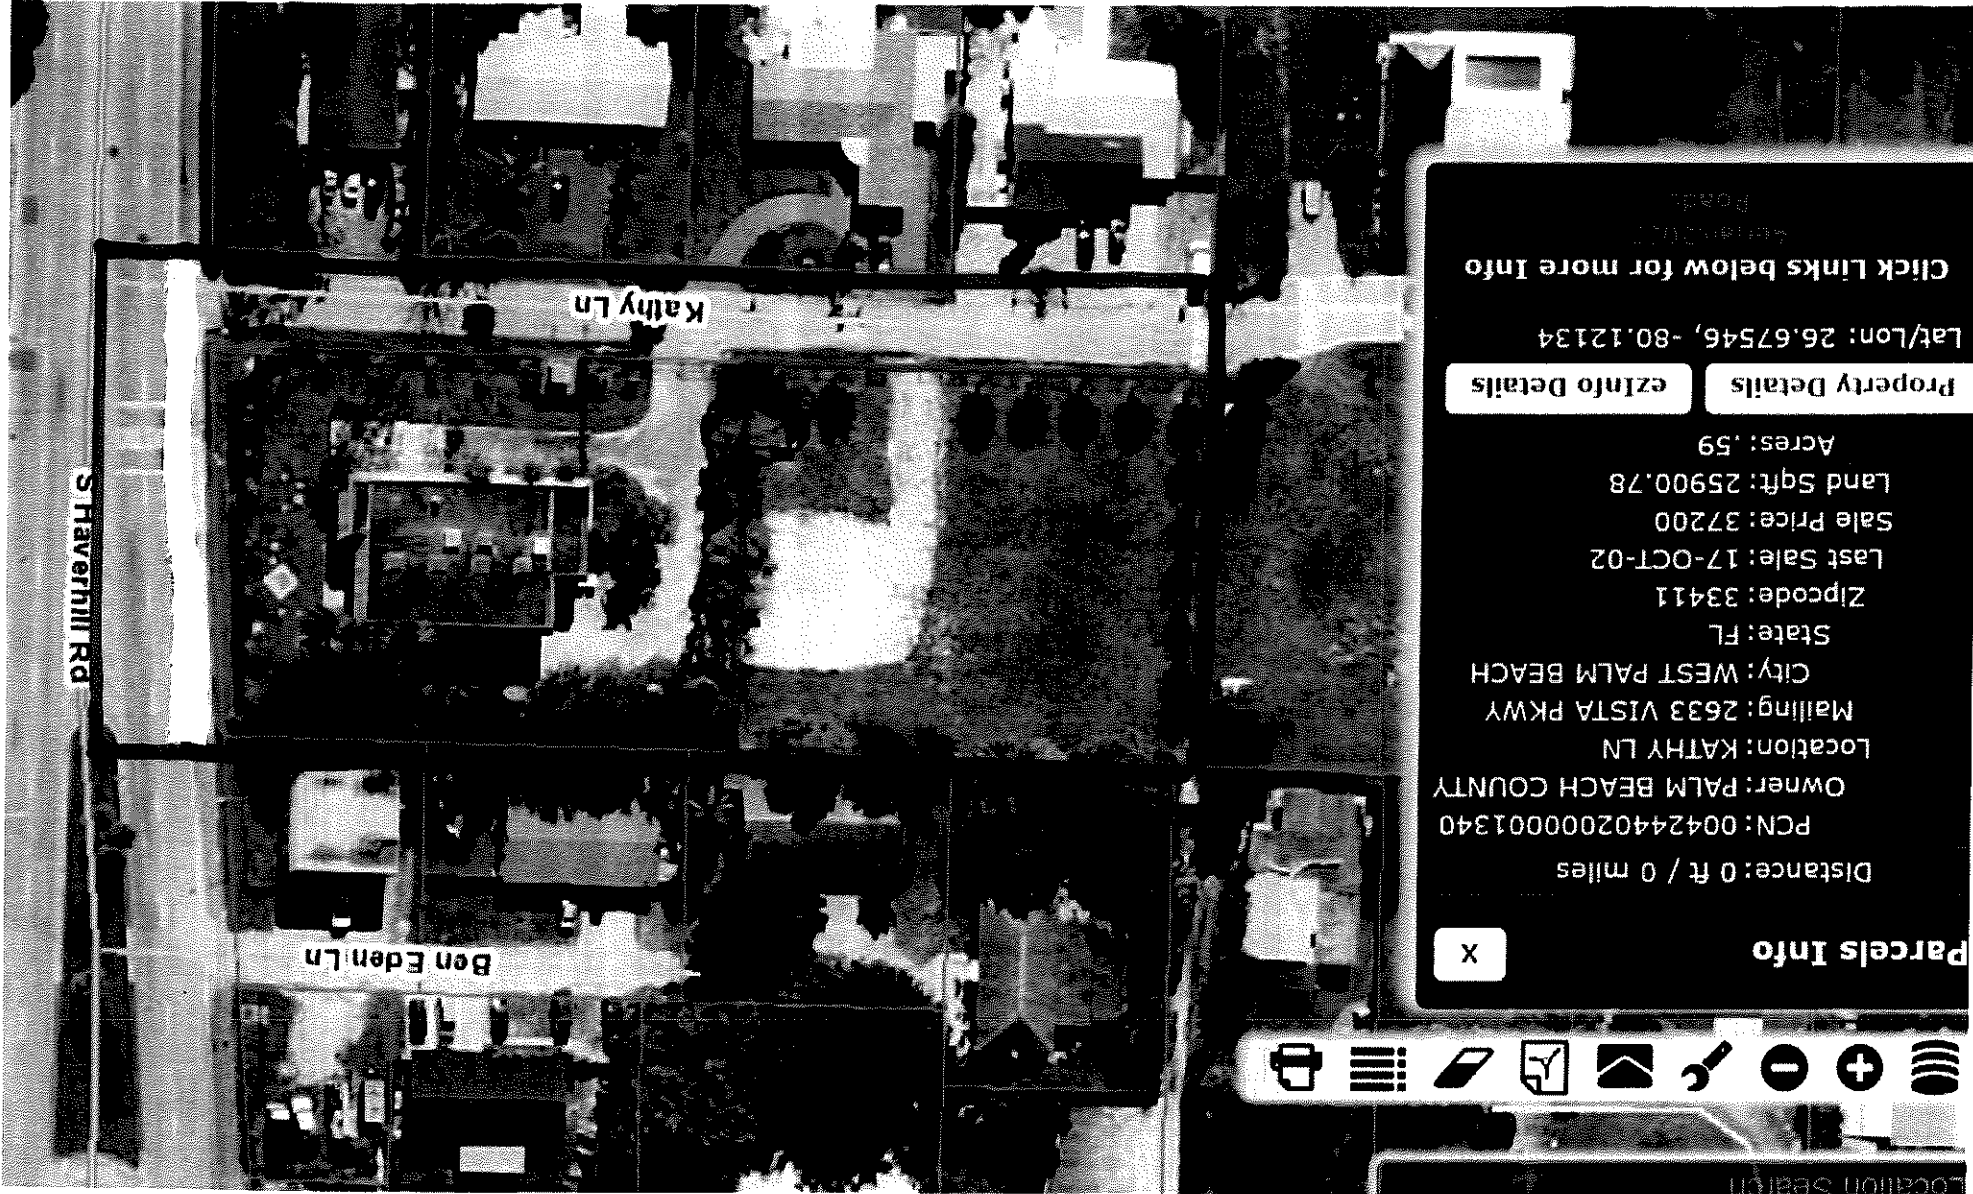 Location Search
Parcels Info
X
Distance: 0 ft / 0 miles
PCN: 00424402000001340
Owner: PALM BEACH COUNTY
Location: KATHY LN
Mailing: 2633 VISTA PKWY
City: WEST PALM BEACH
State: FL
Zipcode: 33411
Last Sale: 17-OCT-02
Sale Price: 37200
Land Sqft: 25900.78
Acres: .59
Property Details
ezInfo Details
Lat/Lon: 26.67546, -80.12134
Click Links below for more Info
Roads
Ben Eden Ln
Kathy Ln
S Haverhill Rd